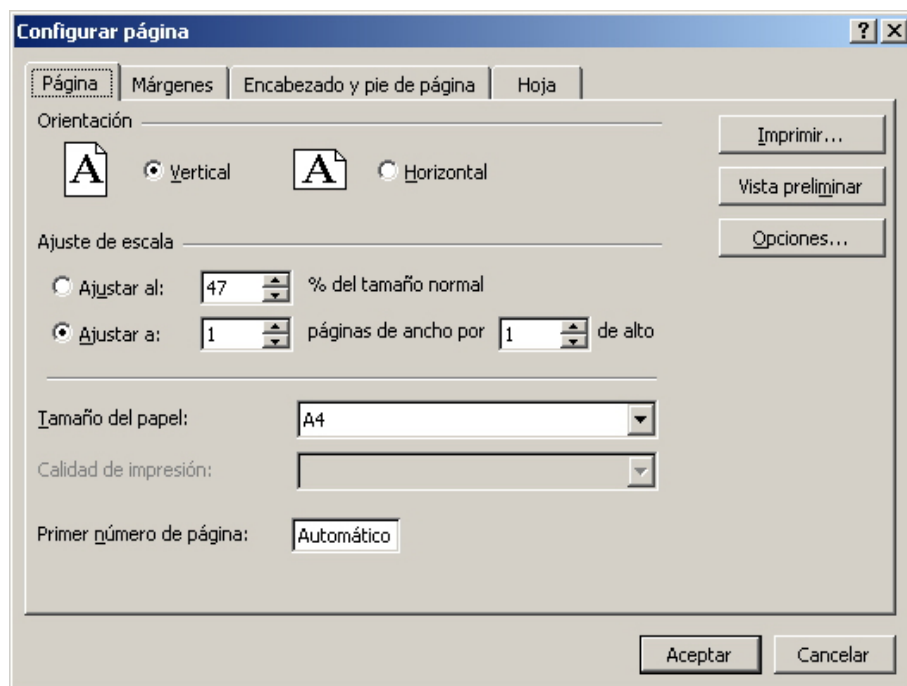 Configurar página
Página Márgenes Encabezado y pie de página Hoja
Orientación
A Vertical A Horizontal
Imprimir...
Vista preliminar
Opciones...
Ajuste de escala
Ajustar al: 47 % del tamaño normal
Ajustar a: 1 páginas de ancho por 1 de alto
Tamaño del papel: A4
Calidad de impresión:
Primer número de página: Automático
Aceptar Cancelar